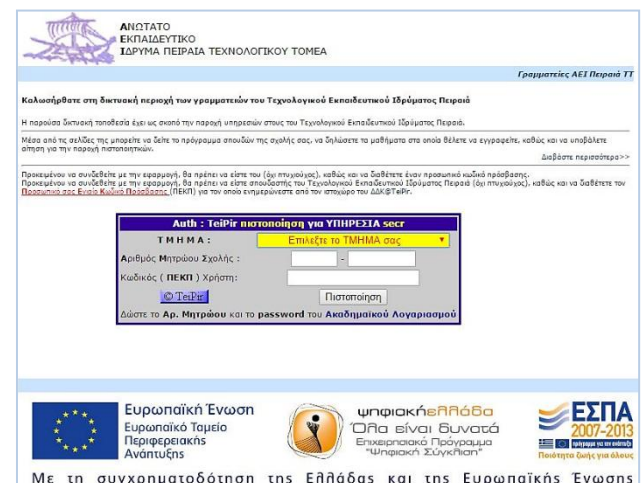 ΑΝΩΤΑΤΟ
ΕΚΠΑΙΔΕΥΤΙΚΟ
ΙΔΡΥΜΑ ΠΕΙΡΑΙΑ ΤΕΧΝΟΛΟΓΙΚΟΥ ΤΟΜΕΑ
Γραμματείες ΑΕΙ Πειραιά ΤΤ
Καλωσήρθατε στη δικτυακή περιοχή των γραμματειών του Τεχνολογικού Εκπαιδευτικού Ιδρύματος Πειραιά
Η παρούσα δικτυακή τοποθεσία έχει ως σκοπό την παροχή υπηρεσιών στους του Τεχνολογικού Εκπαιδευτικού Ιδρύματος Πειραιά.
Μέσα από τις σελίδες της μπορείτε να δείτε το πρόγραμμα σπουδών της σχολής σας, να δηλώσετε τα μαθήματα στα οποία θέλετε να εγγραφείτε, καθώς και να υποβάλετε
αίτηση για την παροχή πιστοποιητικών.
Διαβάστε περισσότερα>>
Προκειμένου να συνδεθείτε με την εφαρμογή, θα πρέπει να είστε του (όχι πτυχιούχος), καθώς και να διαθέτετε έναν προσωπικό κωδικό πρόσβασης.
Προκειμένου να συνδεθείτε με την εφαρμογή, θα πρέπει να είστε σπουδαστής του Τεχνολογικού Εκπαιδευτικού Ιδρύματος Πειραιά (όχι πτυχιούχος), καθώς και να διαθέτετε τον
Προσωπικό σας Ενιαίο Κωδικό Πρόσβασης (ΠΕΚΠ) για τον οποίο ενημερώνεστε από τον ιστοχώρο του ΔΔΚ@TeiPir.
Auth : TeiPir πιστοποίηση για ΥΠΗΡΕΣΙΑ secr
Τ Μ Η Μ Α : Επιλεξτε το ΤΜΗΜΑ σας
Αριθμός Μητρώου Σχολής : -
Κωδικός ( ΠΕΚΠ ) Χρήστη:
© TeiPir Πιστοποίηση
Δώστε το Αρ. Μητρώου και το password του Ακαδημαϊκού Λογαριασμού
Ευρωπαϊκή Ένωση
Ευρωπαϊκό Ταμείο
Περιφερειακής
Ανάπτυξης
ψηφιακήελλάδα
Όλα είναι δυνατά
Επιχειρησιακό Πρόγραμμα
"Ψηφιακή Σύγκλιση"
ΕΣΠΑ
2007-2013
Ποιότητα ζωής για όλους
Με τη συγχρηματοδότηση της Ελλάδας και της Ευρωπαϊκής Ένωσης